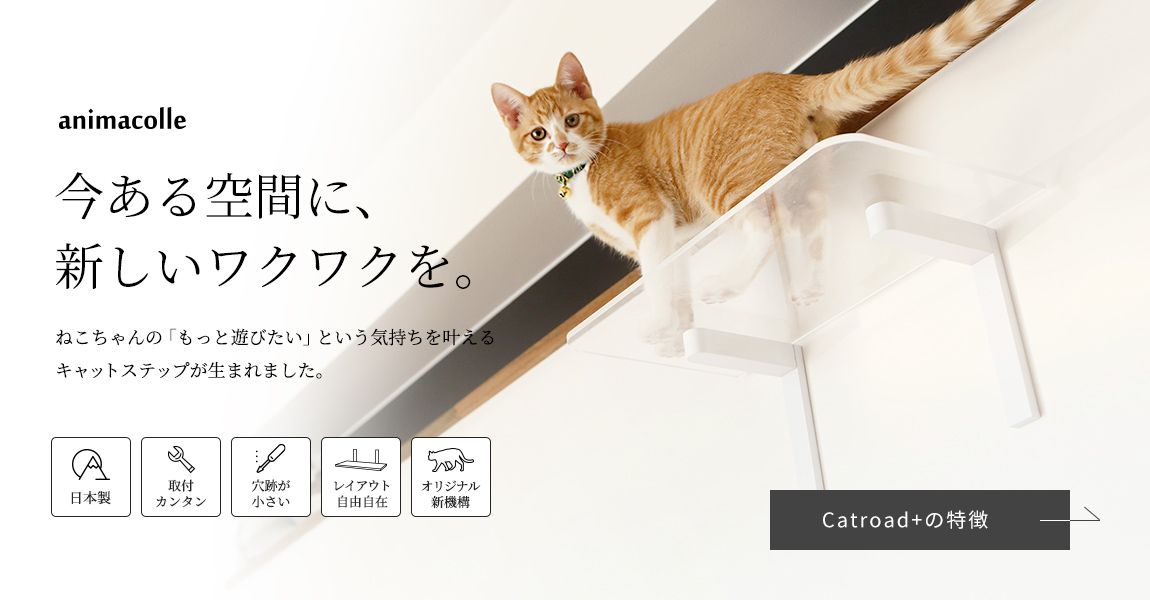 animacolle
今ある空間に、
新しいワクワクを。
ねこちゃんの「もっと遊びたい」という気持ちを叶える
キャットステップが生まれました。
日本製
取付
カンタン
穴跡が
小さい
レイアウト
自由自在
オリジナル
新機構
Catroad+の特徴